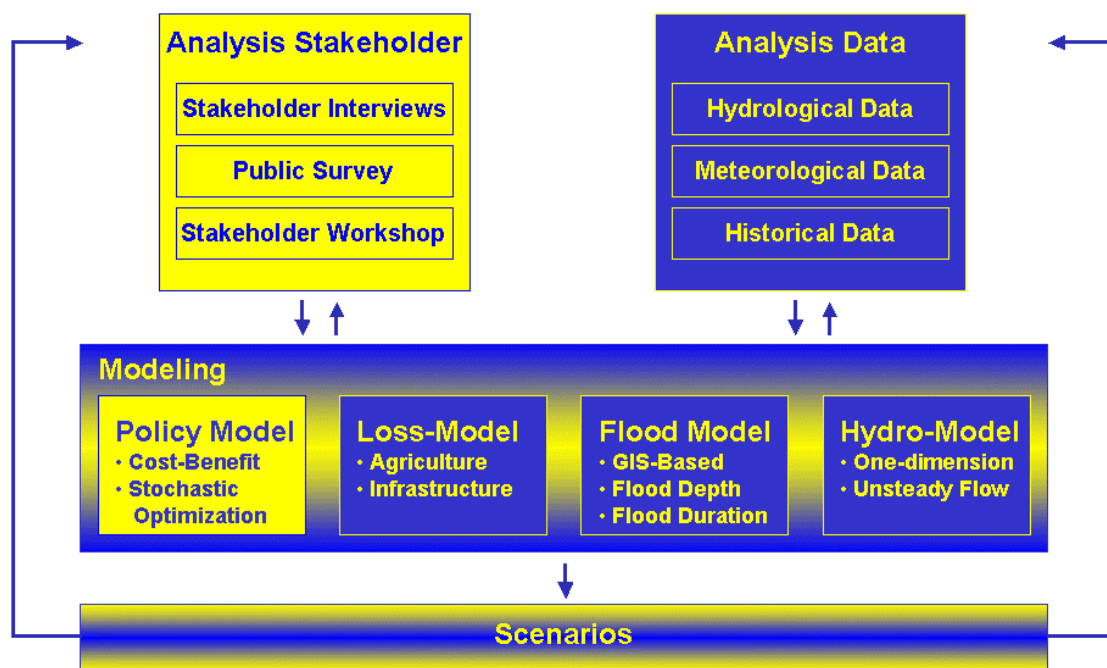 Analysis Stakeholder
Stakeholder Interviews
Public Survey
Stakeholder Workshop
Analysis Data
Hydrological Data
Meteorological Data
Historical Data
Modeling
Policy Model
• Cost-Benefit
• Stochastic
Optimization
Loss-Model
• Agriculture
• Infrastructure
Flood Model
• GIS-Based
• Flood Depth
• Flood Duration
Hydro-Model
• One-dimension
• Unsteady Flow
Scenarios